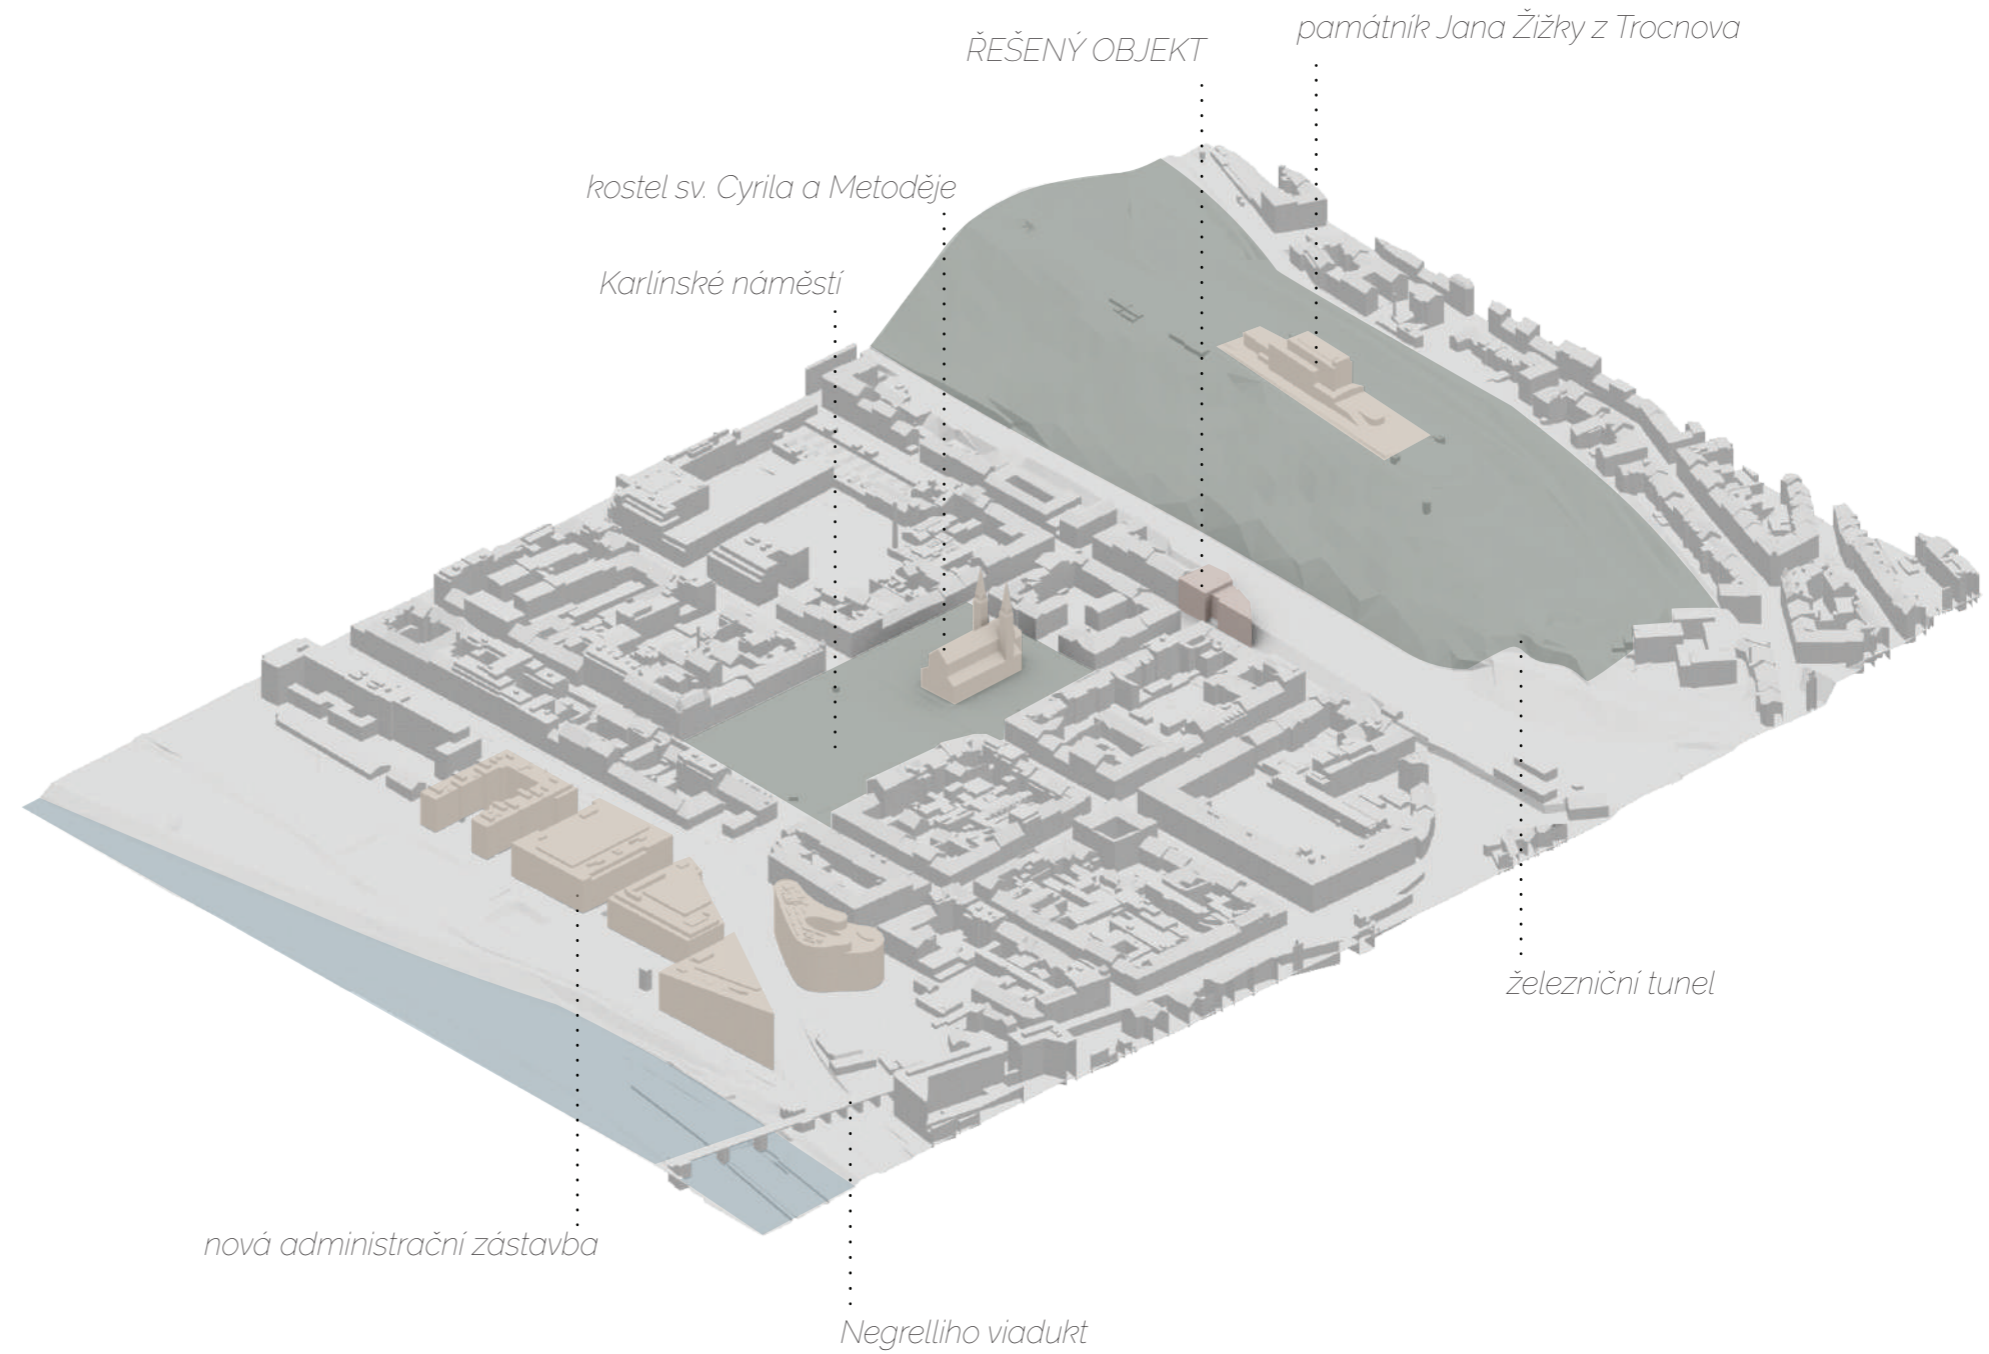 památník Jana Žižky z Trocnova
ŘEŠENÝ OBJEKT
kostel sv. Cyrila a Metoděje
Karlínské náměstí
železniční tunel
nová administrační zástavba
Negrelliho viadukt